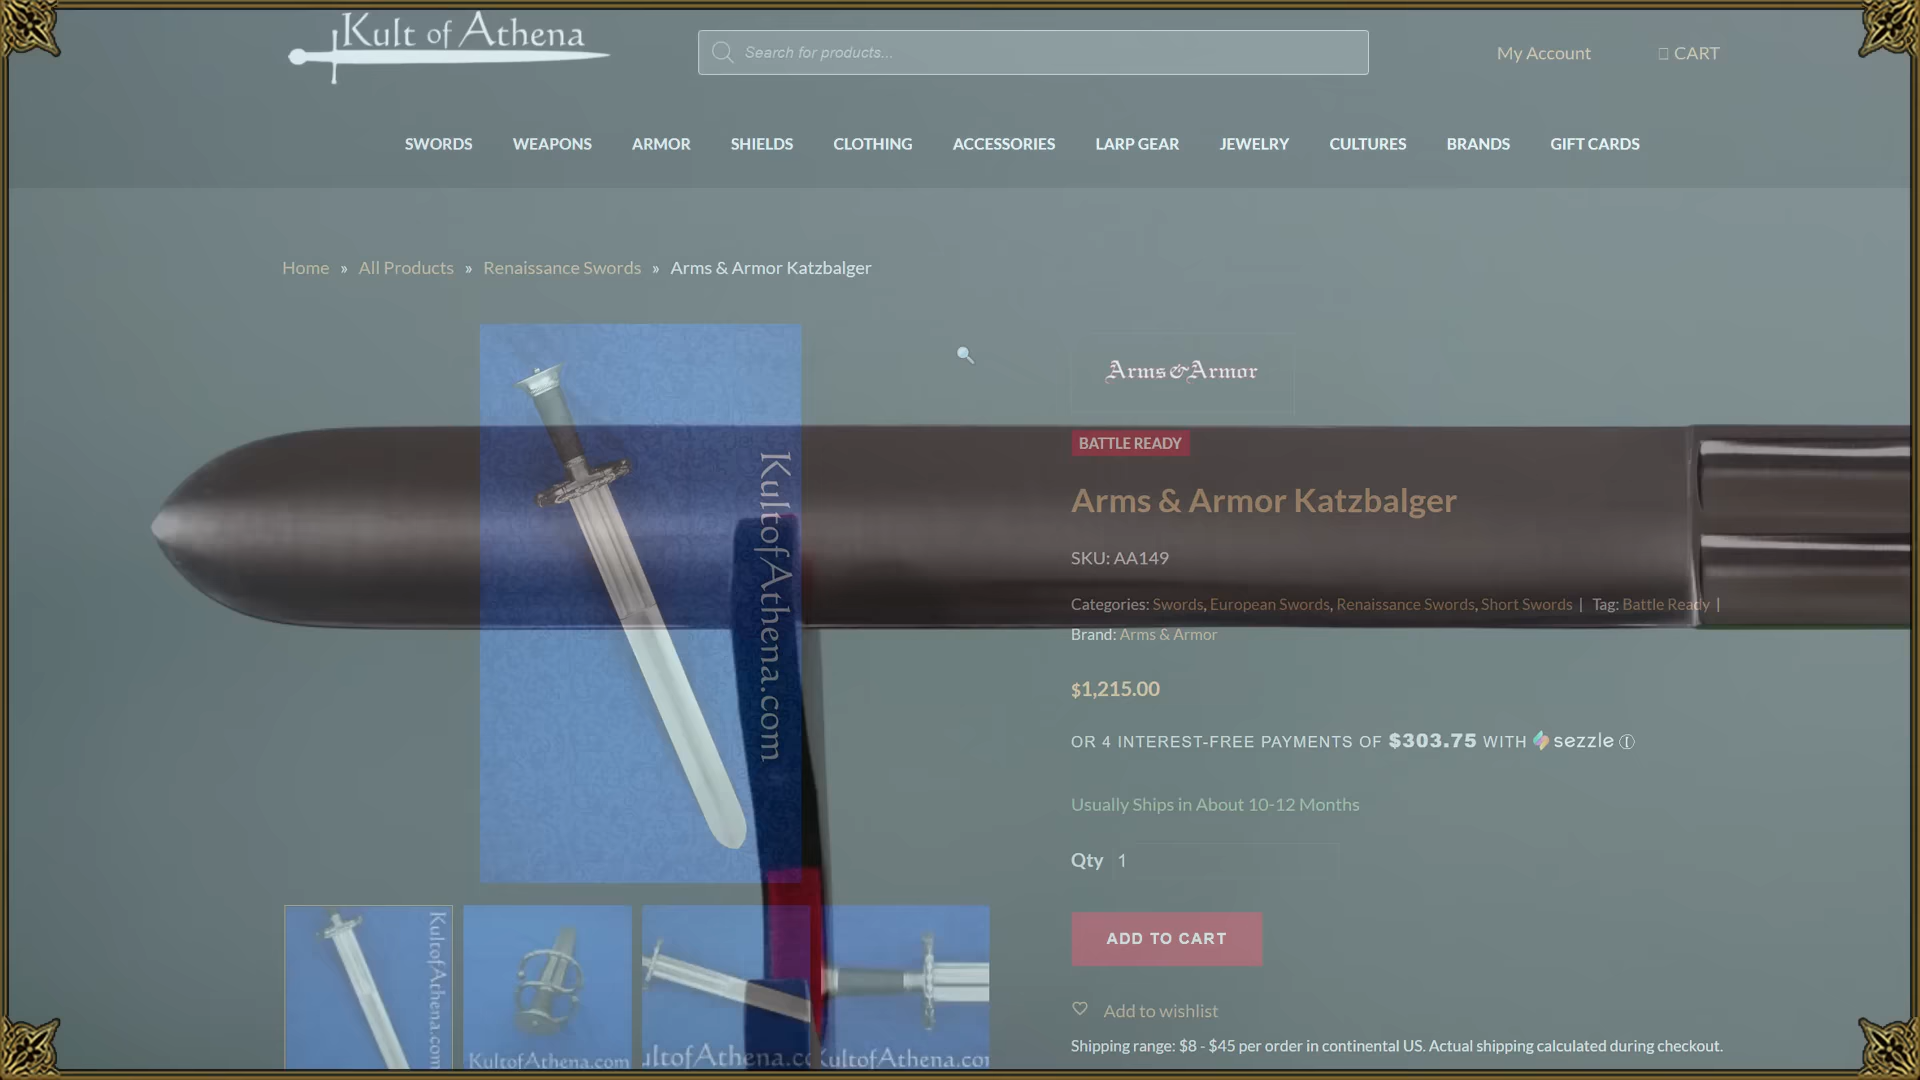 Kult of Athena
Search for products...
My Account
CART
SWORDS WEAPONS ARMOR SHIELDS CLOTHING ACCESSORIES LARP GEAR JEWELRY CULTURES BRANDS GIFT CARDS
Home » All Products » Renaissance Swords » Arms & Armor Katzbalger
KultofAthena.com
Arms & Armor
BATTLE READY
Arms & Armor Katzbalger
SKU: AA149
Categories: Swords, European Swords, Renaissance Swords, Short Swords | Tag: Battle Ready |
Brand: Arms & Armor
$1,215.00
OR 4 INTEREST-FREE PAYMENTS OF $303.75 WITH sezzle
Usually Ships in About 10-12 Months
Qty 1
ADD TO CART
Add to wishlist
Shipping range: $8 - $45 per order in continental US. Actual shipping calculated during checkout.
KultofAthena.com
KultofAthena.com
ultofAthena.co
KultofAthena.com